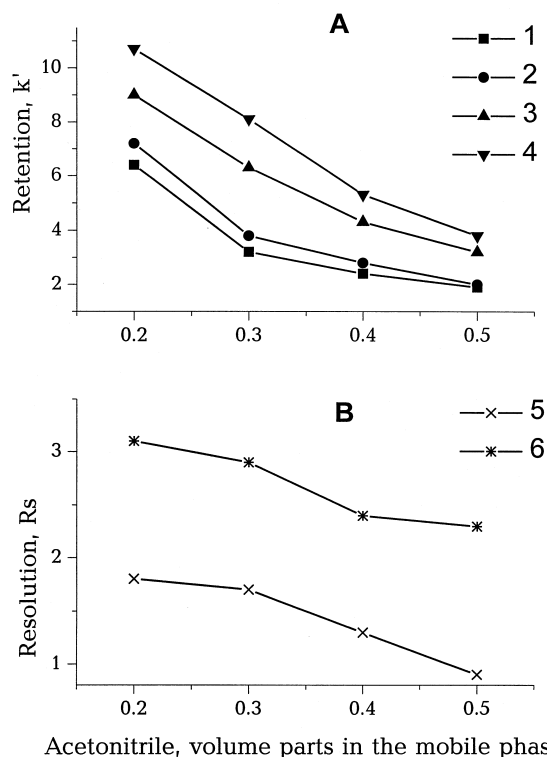 A
1
2
3
4
Retention, k'
10
8
6
4
2
0.2 0.3 0.4 0.5
B
5
6
Resolution, Rs
3
2
1
0.2 0.3 0.4 0.5
Acetonitrile, volume parts in the mobile phas